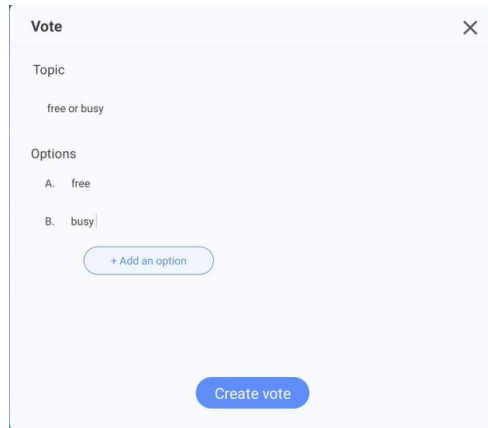 Vote
Topic
free or busy
Options
A. free
B. busy
+ Add an option
Create vote